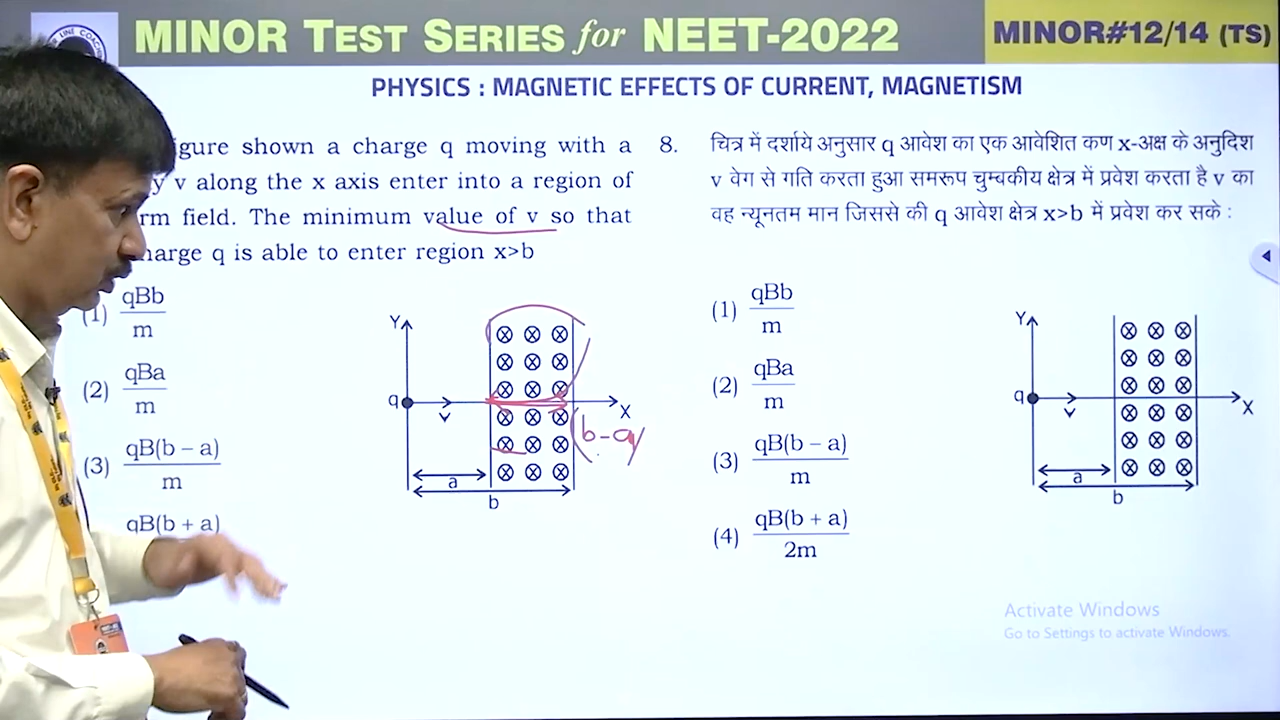 MINOR TEST SERIES for NEET-2022
MINOR#12/14 (TS)
PHYSICS : MAGNETIC EFFECTS OF CURRENT, MAGNETISM
igure shown a charge q moving with a
y v along the x axis enter into a region of
rm field. The minimum value of v so that
harge q is able to enter region x>b
(1) qBb
m
(2) qBa
m
(3) qB(b – a)
m
qB(b + a)
Y
q
v
X
(b-a)
a
b
8. चित्र में दर्शाये अनुसार q आवेश का एक आवेशित कण x-अक्ष के अनुदिश
v वेग से गति करता हुआ समरूप चुम्बकीय क्षेत्र में प्रवेश करता है v का
वह न्यूनतम मान जिससे की q आवेश क्षेत्र x>b में प्रवेश कर सके :
(1) qBb
m
(2) qBa
m
(3) qB(b – a)
m
(4) qB(b + a)
2m
Y
q
v
X
a
b
Activate Windows
Go to Settings to activate Windows.